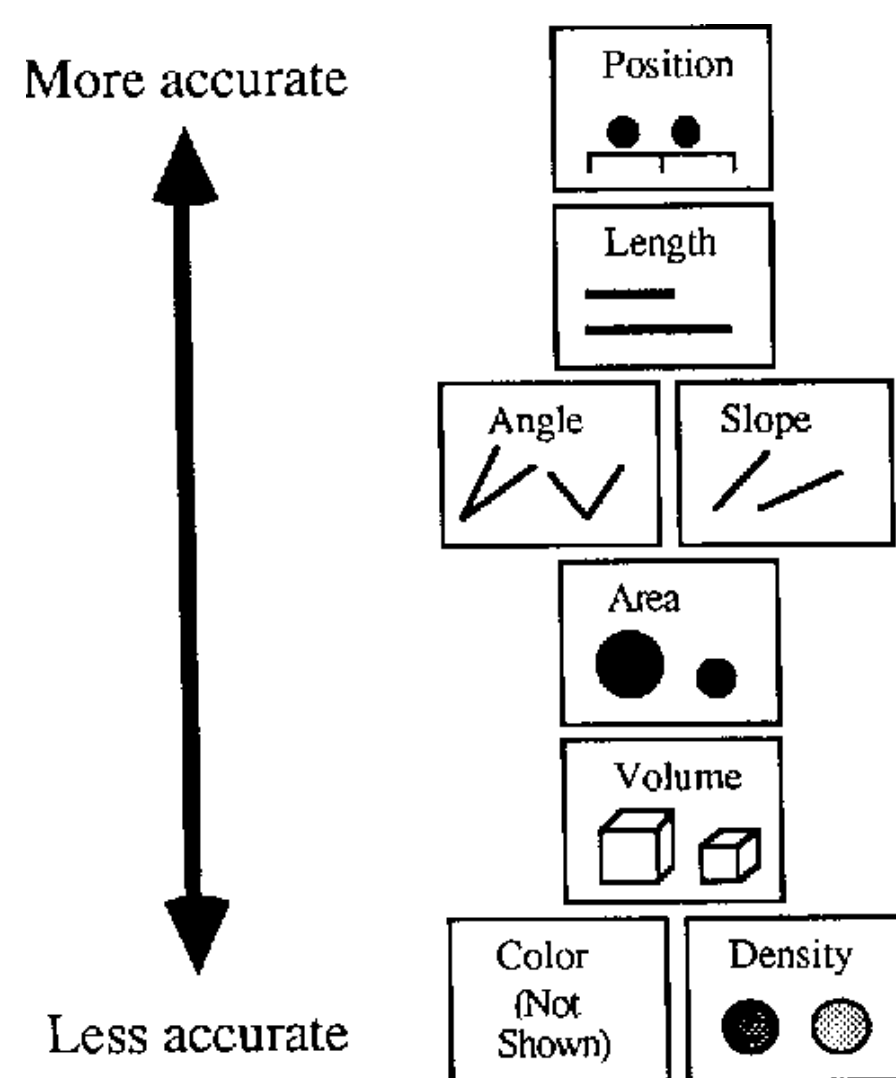 More accurate
Position
Length
Angle
Slope
Area
Volume
Color
(Not
Shown)
Density
Less accurate